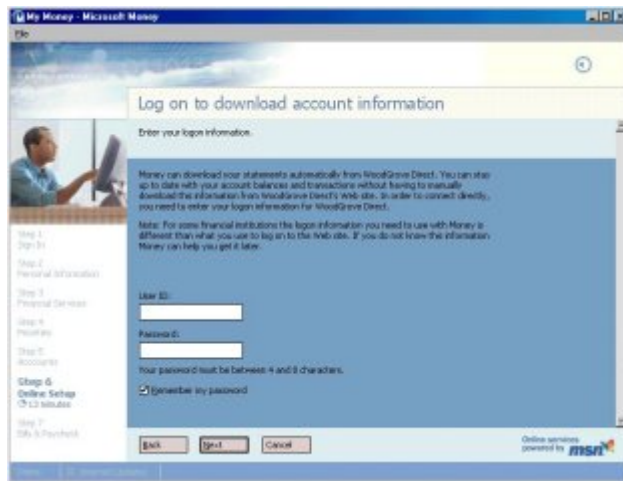 My Money - Microsoft Money
File
Log on to download account information
Enter your logon information.
Money can download your statements automatically from WoodGrove Direct. You can stay
up to date with your account balances and transactions without having to manually
download this information from WoodGrove Direct's Web site. In order to connect directly,
you need to enter your logon information for WoodGrove Direct.
Note: For some financial institutions the logon information you need to use with Money is
different than what you use to log on to the Web site. If you do not know the information
Money can help you get it later.
Step 1
Sign In
Step 2
Personal Information
Step 3
Financial Services
Step 4
Priorities
Step 5
Accounts
Step 6
Online Setup
12 minutes
Step 7
Bills & Paycheck
User ID:
Password:
Your password must be between 4 and 8 characters.
Remember my password
Back
Next
Cancel
Online services
powered by msn